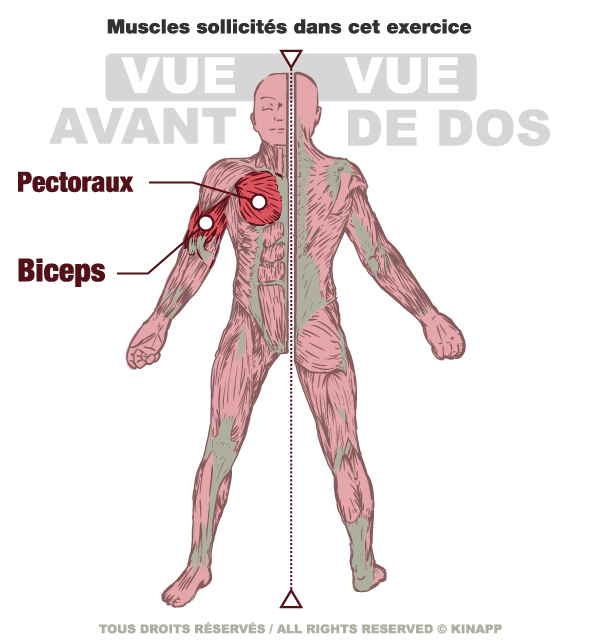 Muscles sollicités dans cet exercice
VUE VUE
AVANT DE DOS
Pectoraux
Biceps
TOUS DROITS RÉSERVÉS / ALL RIGHTS RESERVED © KINAPP